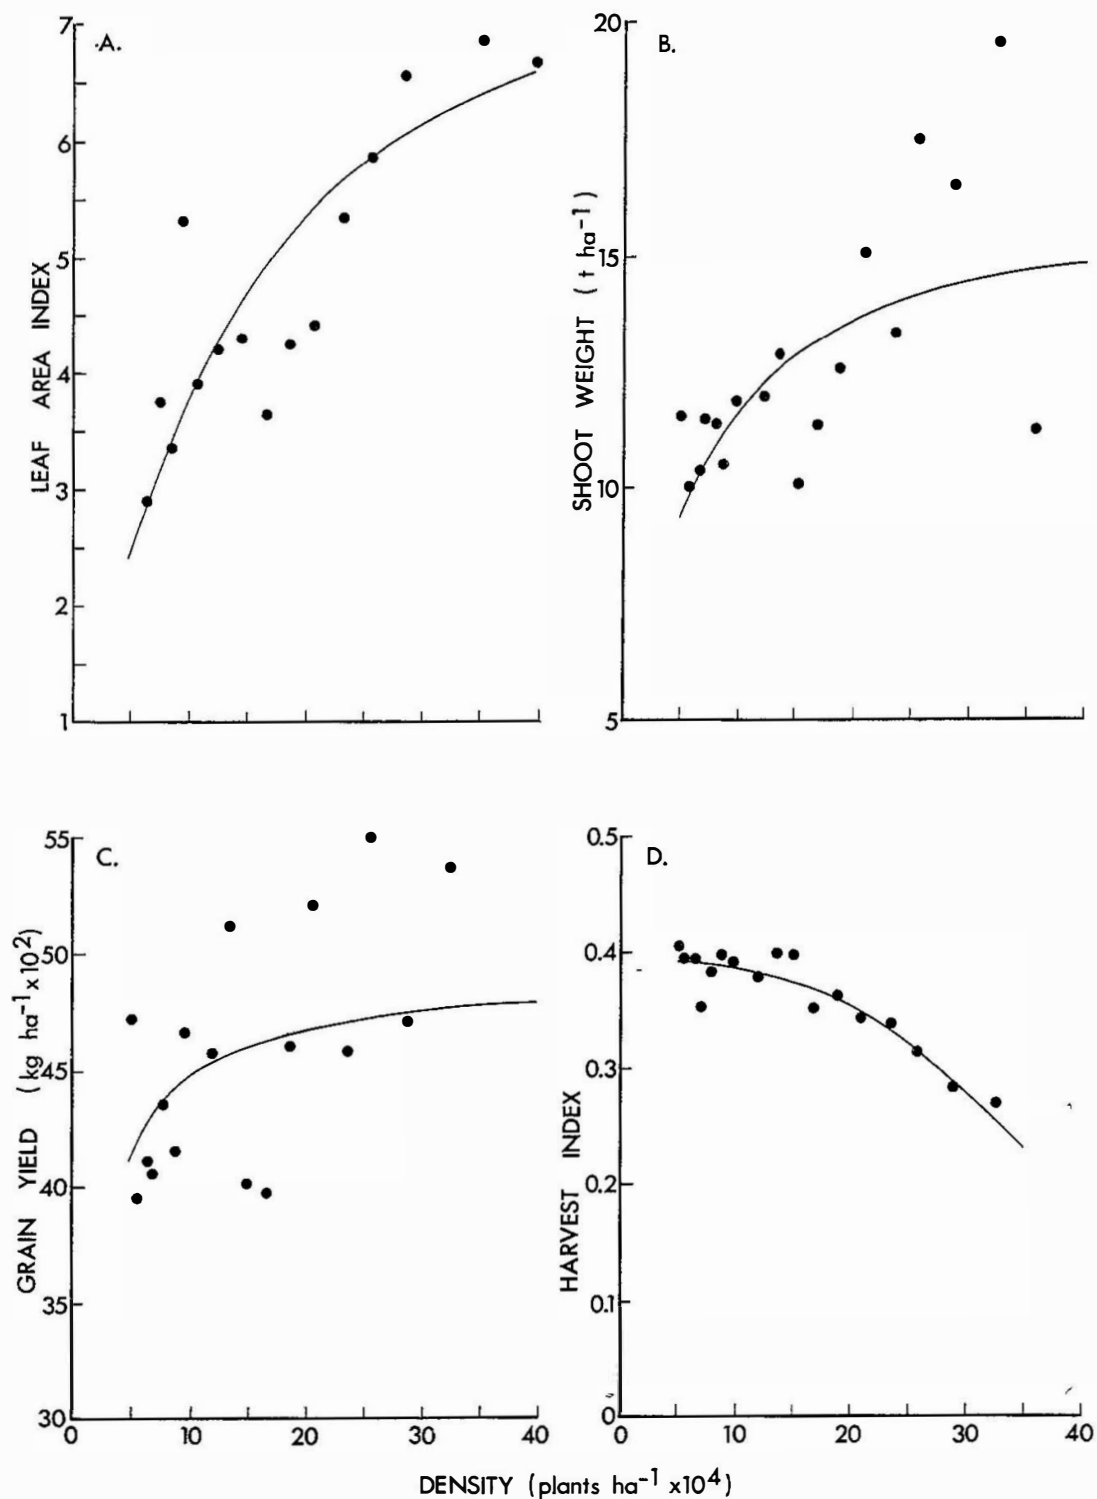 A.
7
6
5
4
3
2
1
LEAF AREA INDEX
B.
20
15
10
5
SHOOT WEIGHT ( t ha⁻¹)
C.
55
50
45
40
35
30
GRAIN YIELD (kg ha⁻¹x10²)
0 10 20 30 40
D.
0.5
0.4
0.3
0.2
0.1
0
HARVEST INDEX
0 10 20 30 40
DENSITY (plants ha⁻¹ x10⁴)